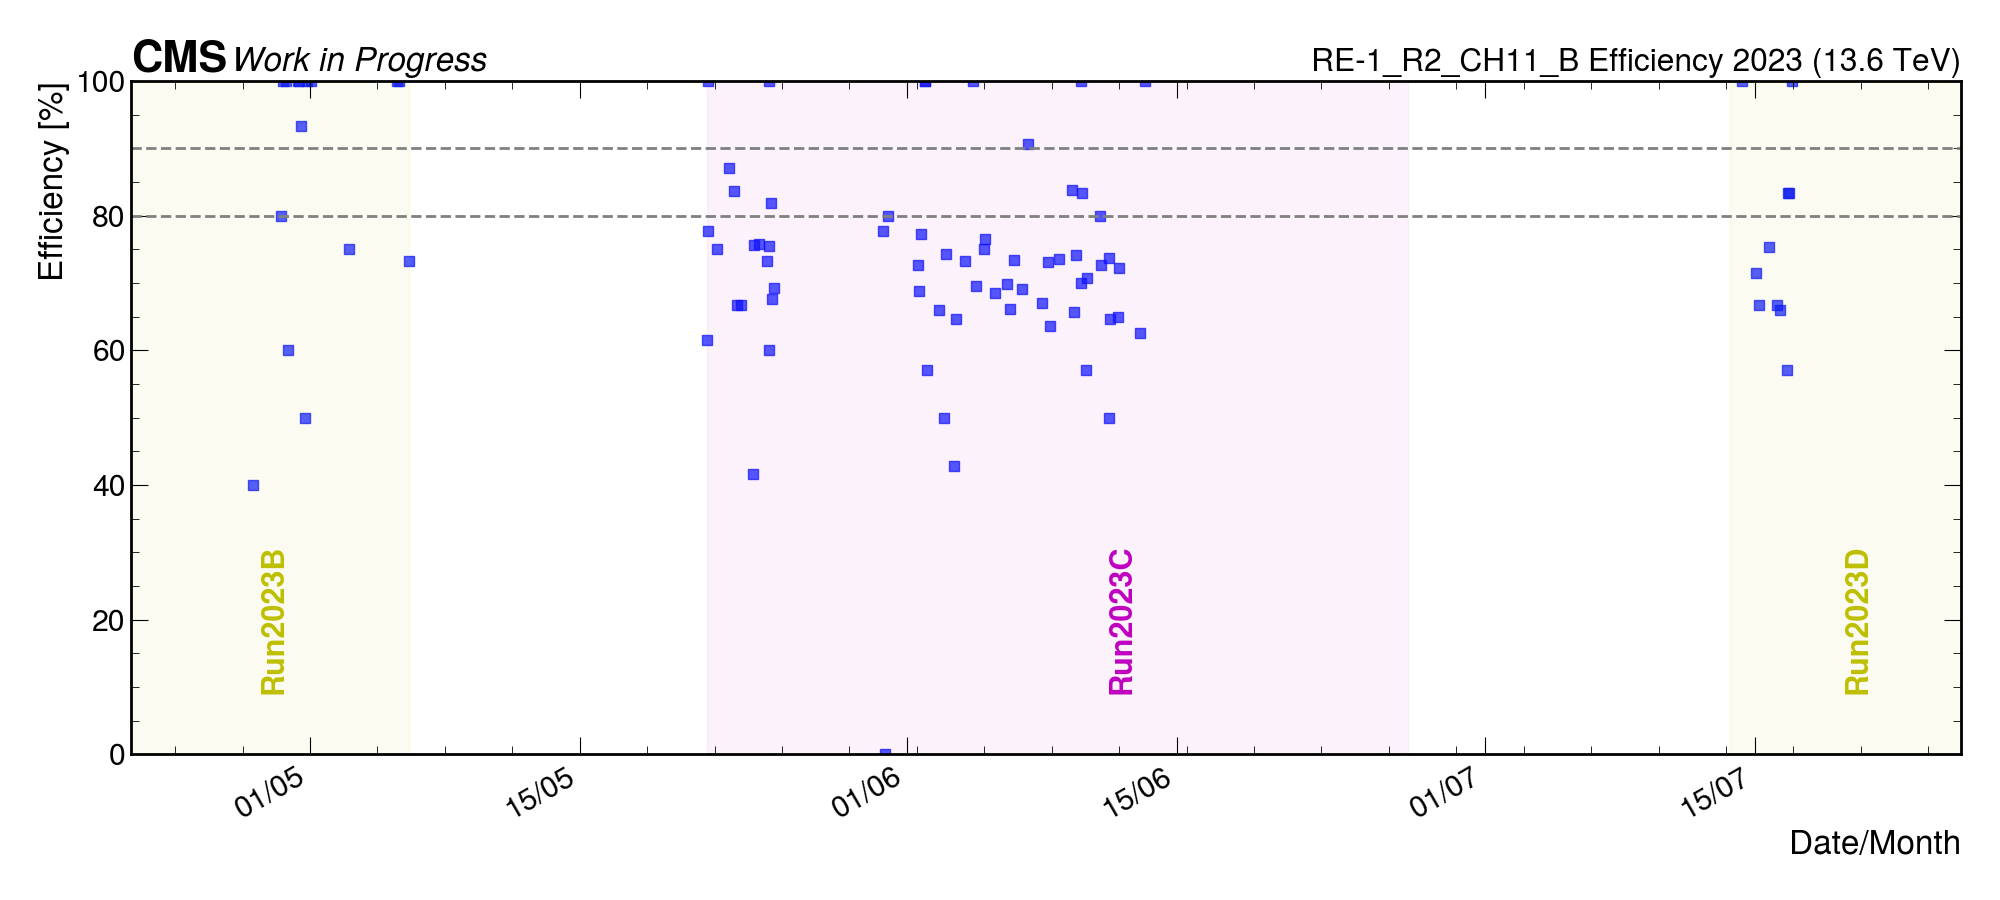 CMS Work in Progress
RE-1_R2_CH11_B Efficiency 2023 (13.6 TeV)
Efficiency [%]
100
80
60
40
20
0
Run2023B
Run2023C
Run2023D
01/05
15/05
01/06
15/06
01/07
15/07
Date/Month